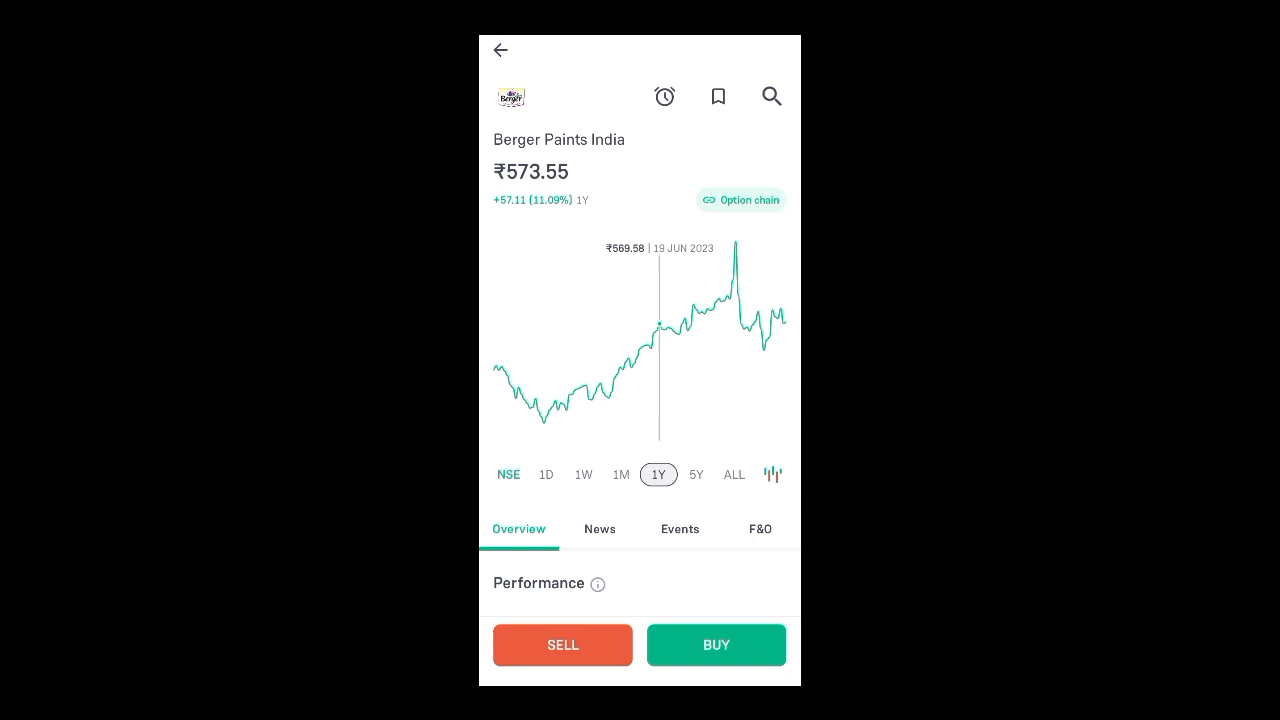 Berger
Berger Paints India
₹573.55
+57.11 (11.09%) 1Y
Option chain
₹569.58 | 19 JUN 2023
NSE 1D 1W 1M 1Y 5Y ALL
Overview News Events F&O
Performance
SELL BUY